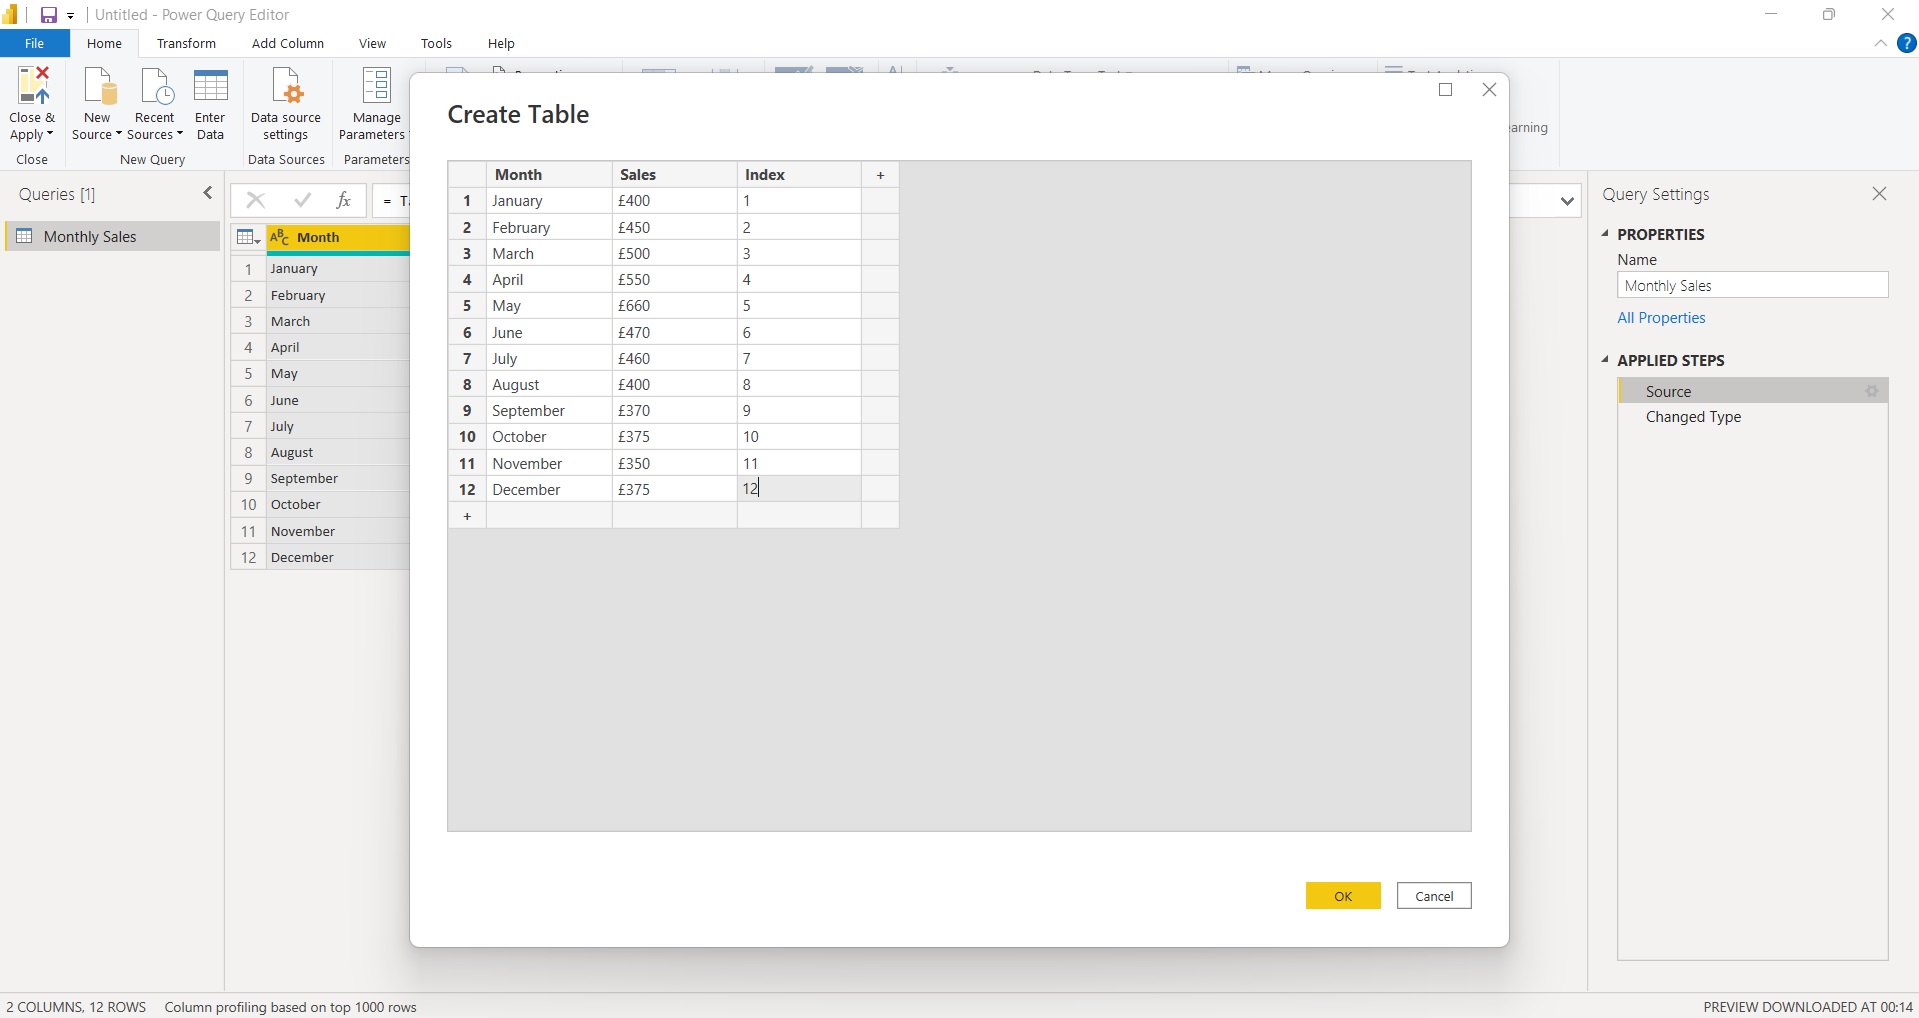 Untitled - Power Query Editor
File Home Transform Add Column View Tools Help
Close & Apply
New Source
Recent Sources
Enter Data
Data source settings
Manage Parameters
Close
New Query
Data Sources
Parameters
Queries [1]
Monthly Sales
fx
=
ABC Month
1 January
2 February
3 March
4 April
5 May
6 June
7 July
8 August
9 September
10 October
11 November
12 December
Create Table
Month Sales Index +
1 January £400 1
2 February £450 2
3 March £500 3
4 April £550 4
5 May £660 5
6 June £470 6
7 July £460 7
8 August £400 8
9 September £370 9
10 October £375 10
11 November £350 11
12 December £375 12
+
OK Cancel
arning
?
Query Settings
PROPERTIES
Name
Monthly Sales
All Properties
APPLIED STEPS
Source
Changed Type
2 COLUMNS, 12 ROWS Column profiling based on top 1000 rows
PREVIEW DOWNLOADED AT 00:14